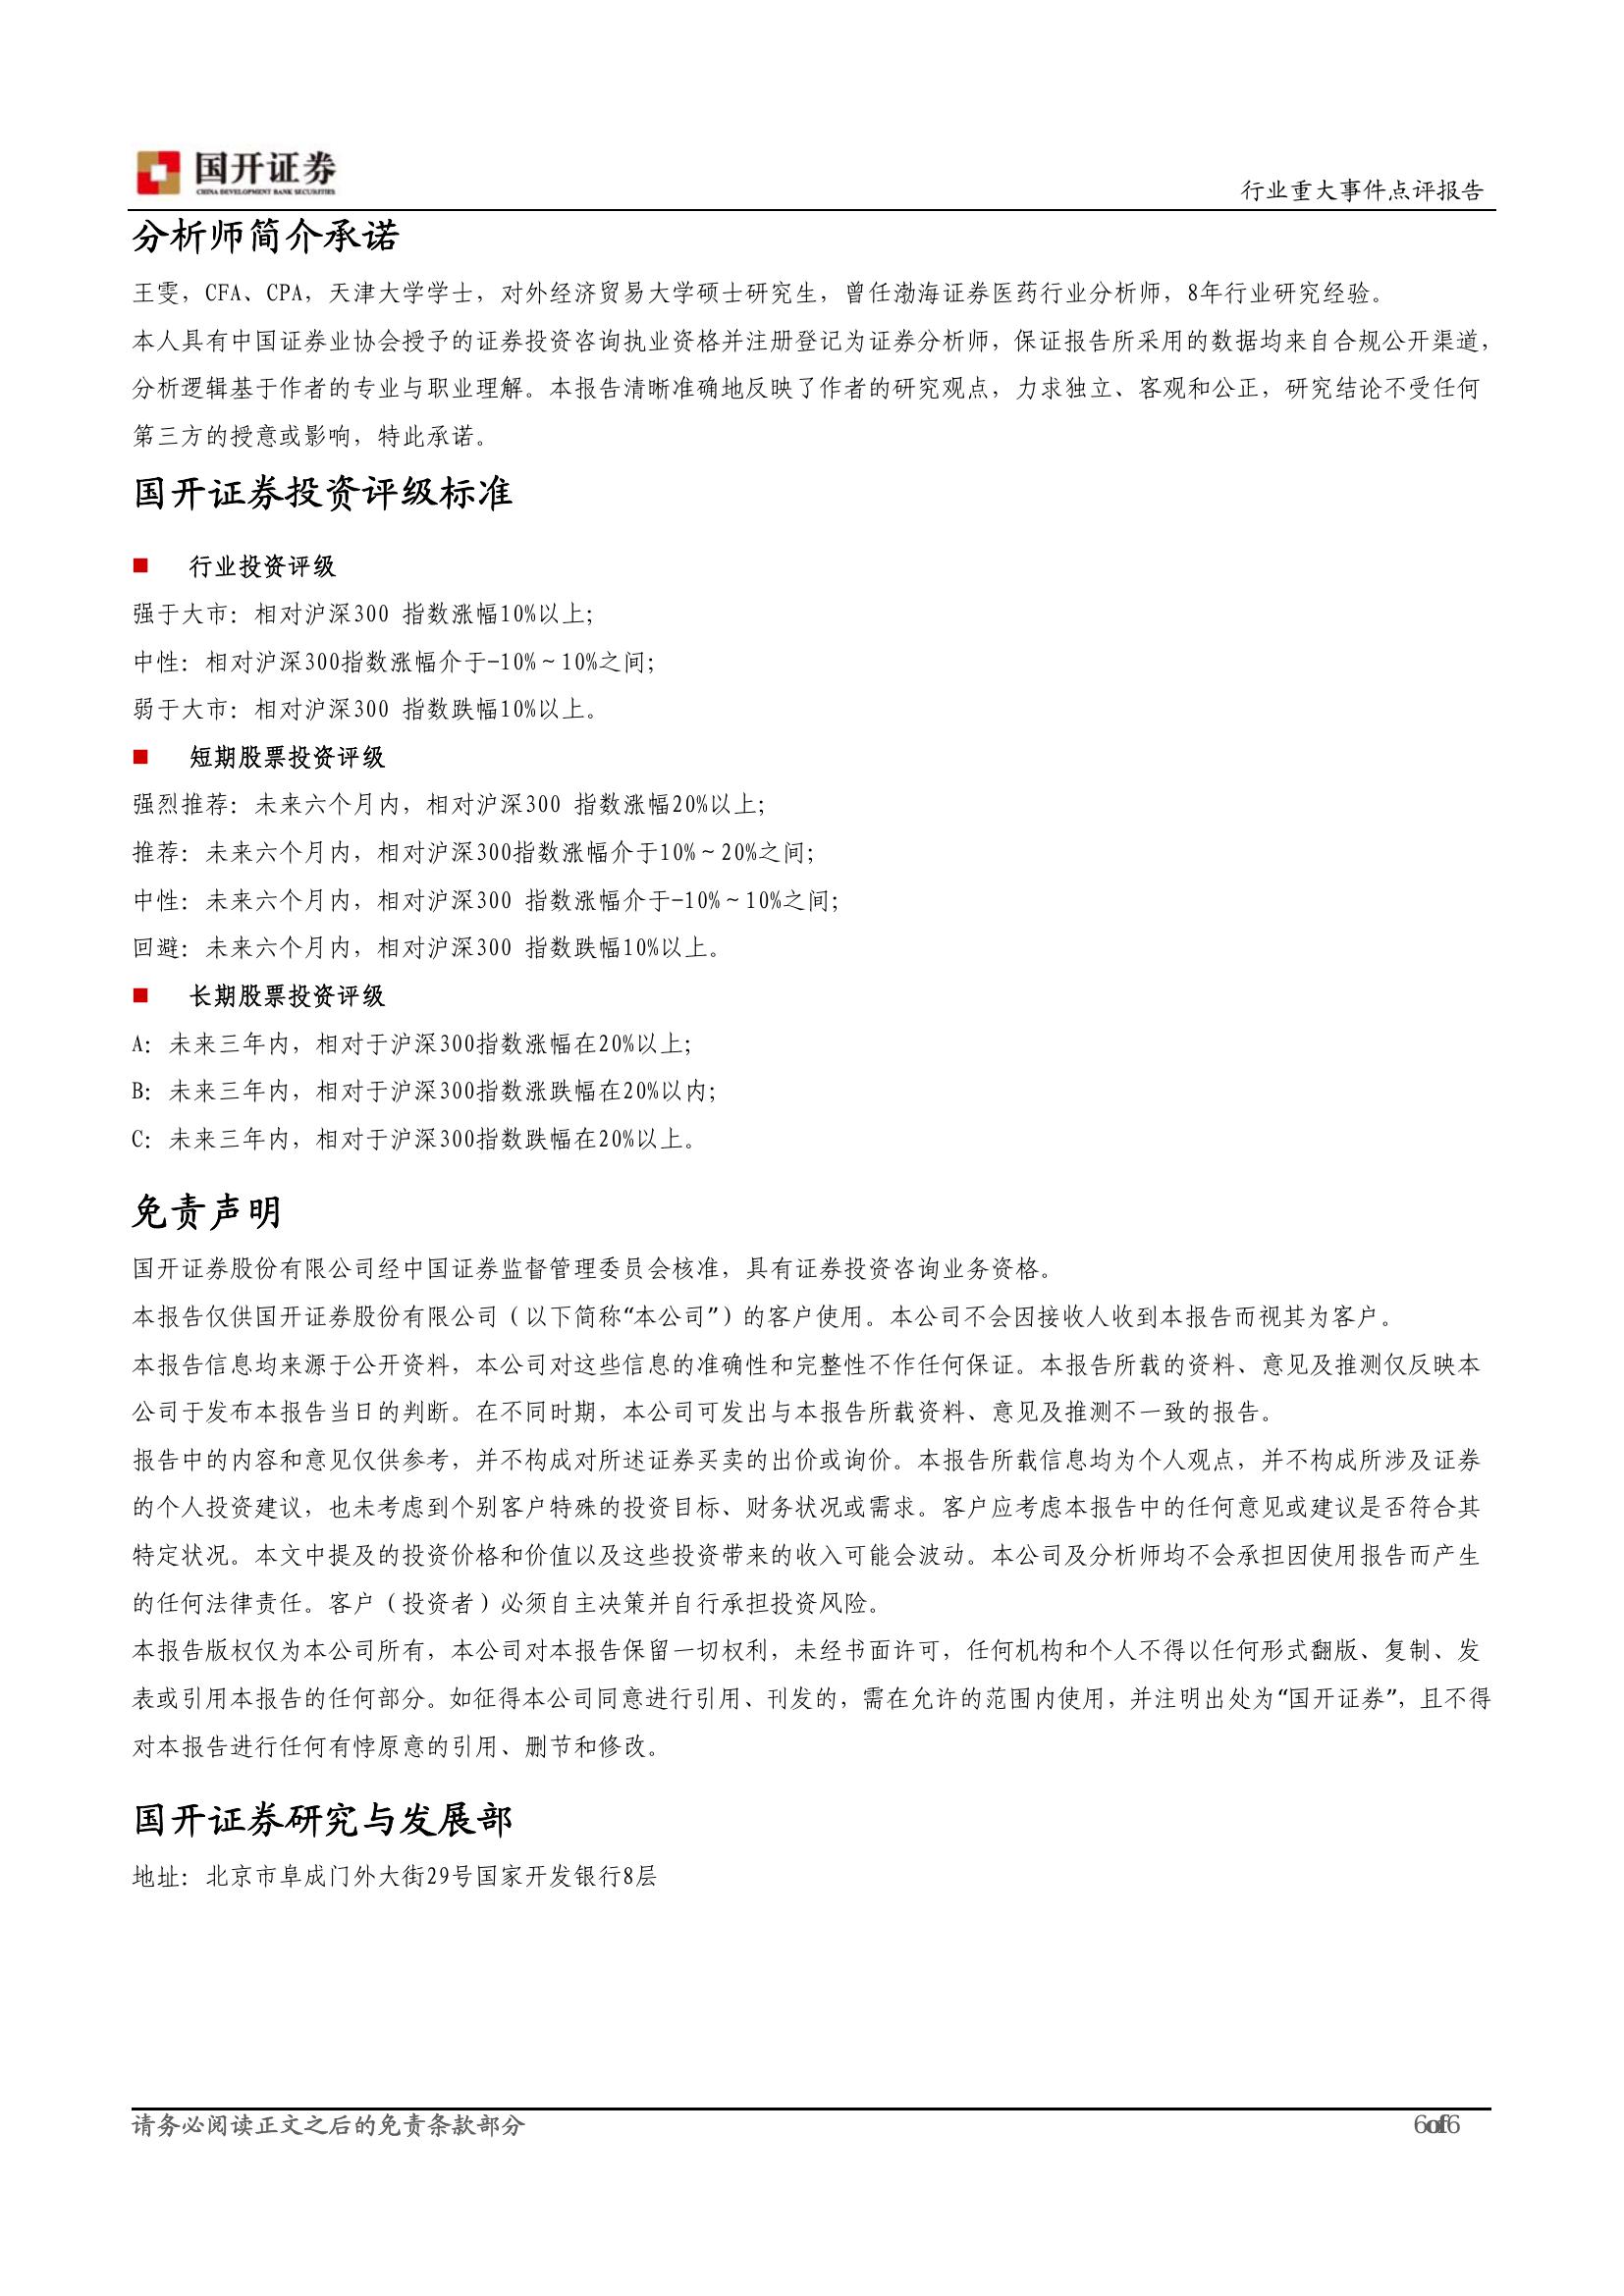 国开证券
CHINA DEVELOPMENT BANK SECURITIES
行业重大事件点评报告
分析师简介承诺
王雯，CFA、CPA，天津大学学士，对外经济贸易大学硕士研究生，曾任渤海证券医药行业分析师，8年行业研究经验。
本人具有中国证券业协会授予的证券投资咨询执业资格并注册登记为证券分析师，保证报告所采用的数据均来自合规公开渠道，
分析逻辑基于作者的专业与职业理解。本报告清晰准确地反映了作者的研究观点，力求独立、客观和公正，研究结论不受任何
第三方的授意或影响，特此承诺。
国开证券投资评级标准
■ 行业投资评级
强于大市：相对沪深300 指数涨幅10%以上；
中性：相对沪深300指数涨幅介于-10%～10%之间；
弱于大市：相对沪深300 指数跌幅10%以上。
■ 短期股票投资评级
强烈推荐：未来六个月内，相对沪深300 指数涨幅20%以上；
推荐：未来六个月内，相对沪深300指数涨幅介于10%～20%之间；
中性：未来六个月内，相对沪深300 指数涨幅介于-10%～10%之间；
回避：未来六个月内，相对沪深300 指数跌幅10%以上。
■ 长期股票投资评级
A：未来三年内，相对于沪深300指数涨幅在20%以上；
B：未来三年内，相对于沪深300指数涨跌幅在20%以内；
C：未来三年内，相对于沪深300指数跌幅在20%以上。
免责声明
国开证券股份有限公司经中国证券监督管理委员会核准，具有证券投资咨询业务资格。
本报告仅供国开证券股份有限公司（以下简称“本公司”）的客户使用。本公司不会因接收人收到本报告而视其为客户。
本报告信息均来源于公开资料，本公司对这些信息的准确性和完整性不作任何保证。本报告所载的资料、意见及推测仅反映本
公司于发布本报告当日的判断。在不同时期，本公司可发出与本报告所载资料、意见及推测不一致的报告。
报告中的内容和意见仅供参考，并不构成对所述证券买卖的出价或询价。本报告所载信息均为个人观点，并不构成所涉及证券
的个人投资建议，也未考虑到个别客户特殊的投资目标、财务状况或需求。客户应考虑本报告中的任何意见或建议是否符合其
特定状况。本文中提及的投资价格和价值以及这些投资带来的收入可能会波动。本公司及分析师均不会承担因使用报告而产生
的任何法律责任。客户（投资者）必须自主决策并自行承担投资风险。
本报告版权仅为本公司所有，本公司对本报告保留一切权利，未经书面许可，任何机构和个人不得以任何形式翻版、复制、发
表或引用本报告的任何部分。如征得本公司同意进行引用、刊发的，需在允许的范围内使用，并注明出处为“国开证券”，且不得
对本报告进行任何有悖原意的引用、删节和修改。
国开证券研究与发展部
地址：北京市阜成门外大街29号国家开发银行8层
请务必阅读正文之后的免责条款部分
6of6